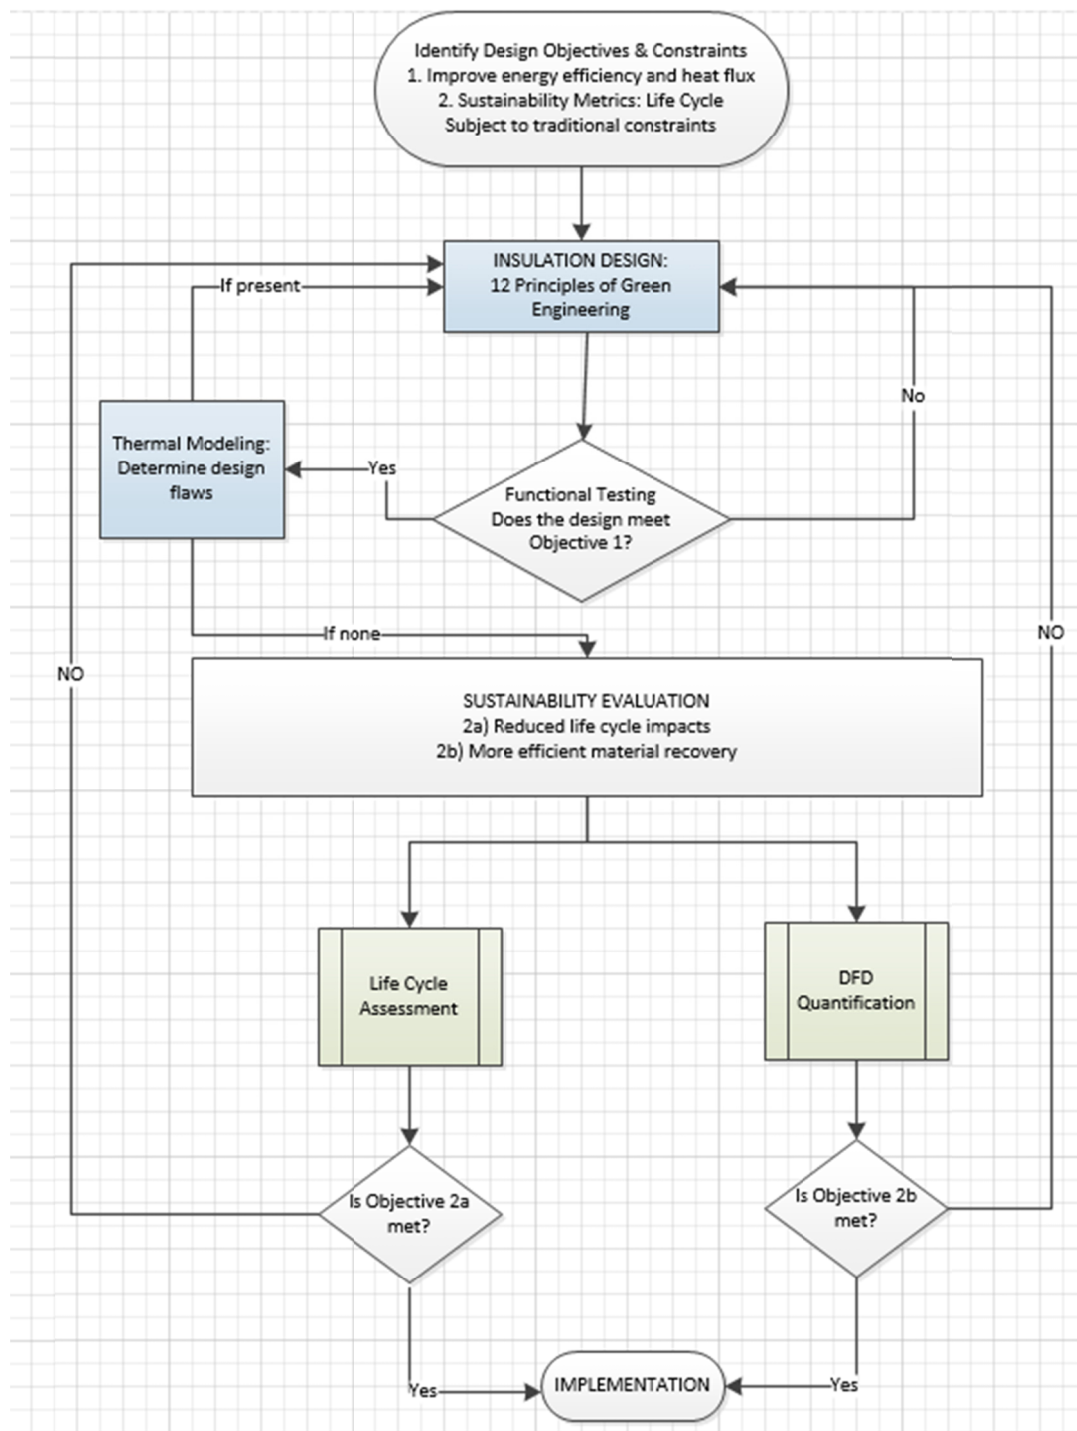 Identify Design Objectives & Constraints
1. Improve energy efficiency and heat flux
2. Sustainability Metrics: Life Cycle
Subject to traditional constraints
INSULATION DESIGN:
12 Principles of Green
Engineering
If present
No
Thermal Modeling:
Determine design
flaws
Yes
Functional Testing
Does the design meet
Objective 1?
If none
NO
NO
SUSTAINABILITY EVALUATION
2a) Reduced life cycle impacts
2b) More efficient material recovery
Life Cycle
Assessment
DFD
Quantification
Is Objective 2a
met?
Is Objective 2b
met?
Yes
IMPLEMENTATION
Yes